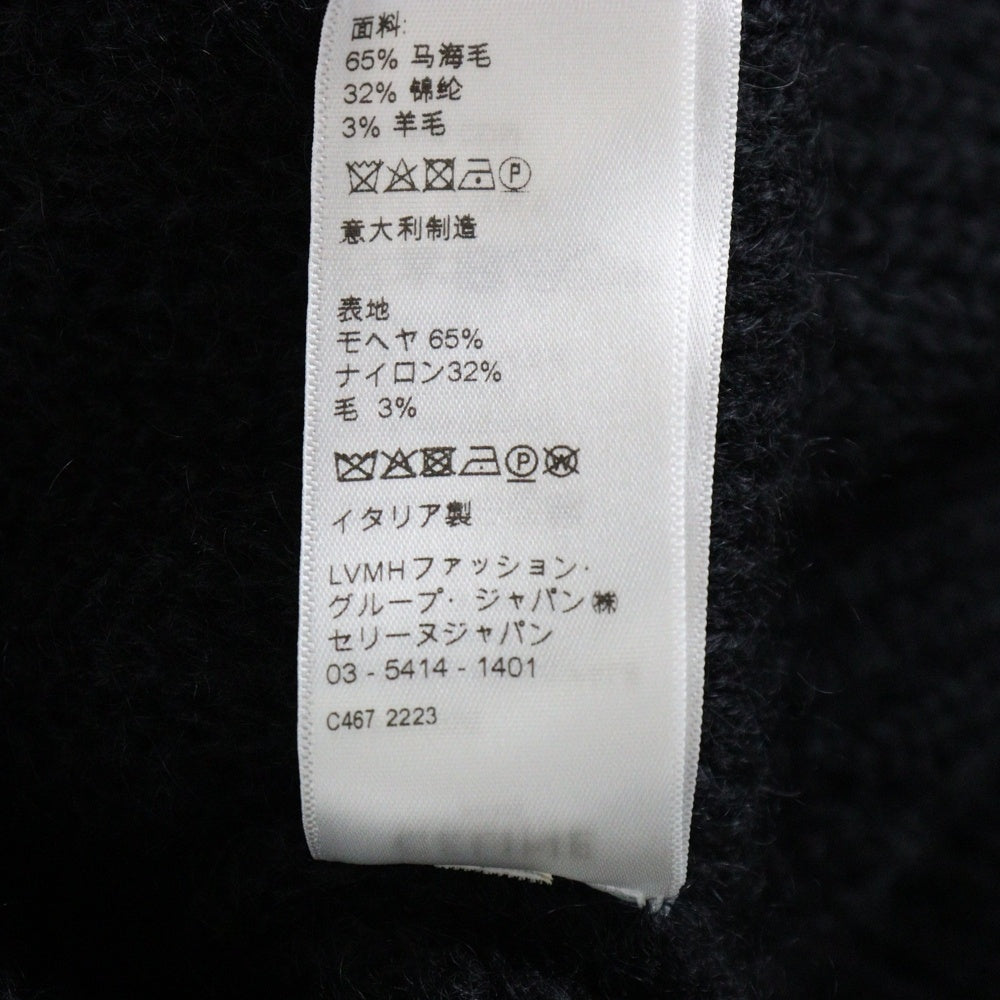 面料:
65% 马海毛
32% 锦纶
3% 羊毛
P
意大利制造
表地
モヘヤ 65%
ナイロン32%
毛 3%
P W
イタリア製
LVMHファッション・
グループ・ ジャパン㈱
セリーヌジャパン
03 - 5414 - 1401
C467 2223